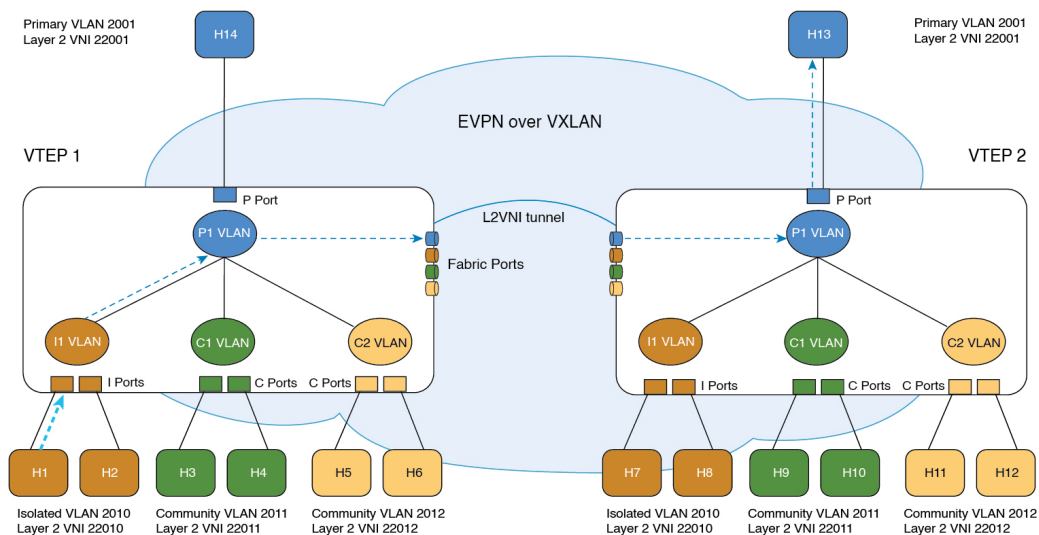 Primary VLAN 2001
Layer 2 VNI 22001
H14
H13
Primary VLAN 2001
Layer 2 VNI 22001
EVPN over VXLAN
VTEP 1
VTEP 2
P Port
P Port
L2VNI tunnel
P1 VLAN
P1 VLAN
Fabric Ports
I1 VLAN
C1 VLAN
C2 VLAN
I1 VLAN
C1 VLAN
C2 VLAN
I Ports
C Ports
C Ports
I Ports
C Ports
C Ports
H1
H2
H3
H4
H5
H6
H7
H8
H9
H10
H11
H12
Isolated VLAN 2010
Layer 2 VNI 22010
Community VLAN 2011
Layer 2 VNI 22011
Community VLAN 2012
Layer 2 VNI 22012
Isolated VLAN 2010
Layer 2 VNI 22010
Community VLAN 2011
Layer 2 VNI 22011
Community VLAN 2012
Layer 2 VNI 22012